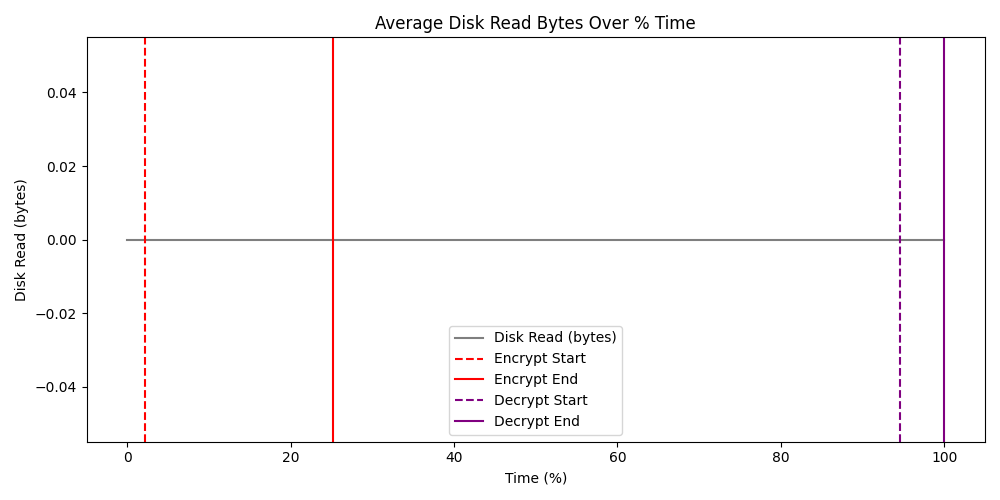 Average Disk Read Bytes Over % Time
Disk Read (bytes)
0.04
0.02
0.00
−0.02
−0.04
Disk Read (bytes)
Encrypt Start
Encrypt End
Decrypt Start
Decrypt End
0 20 40 60 80 100
Time (%)